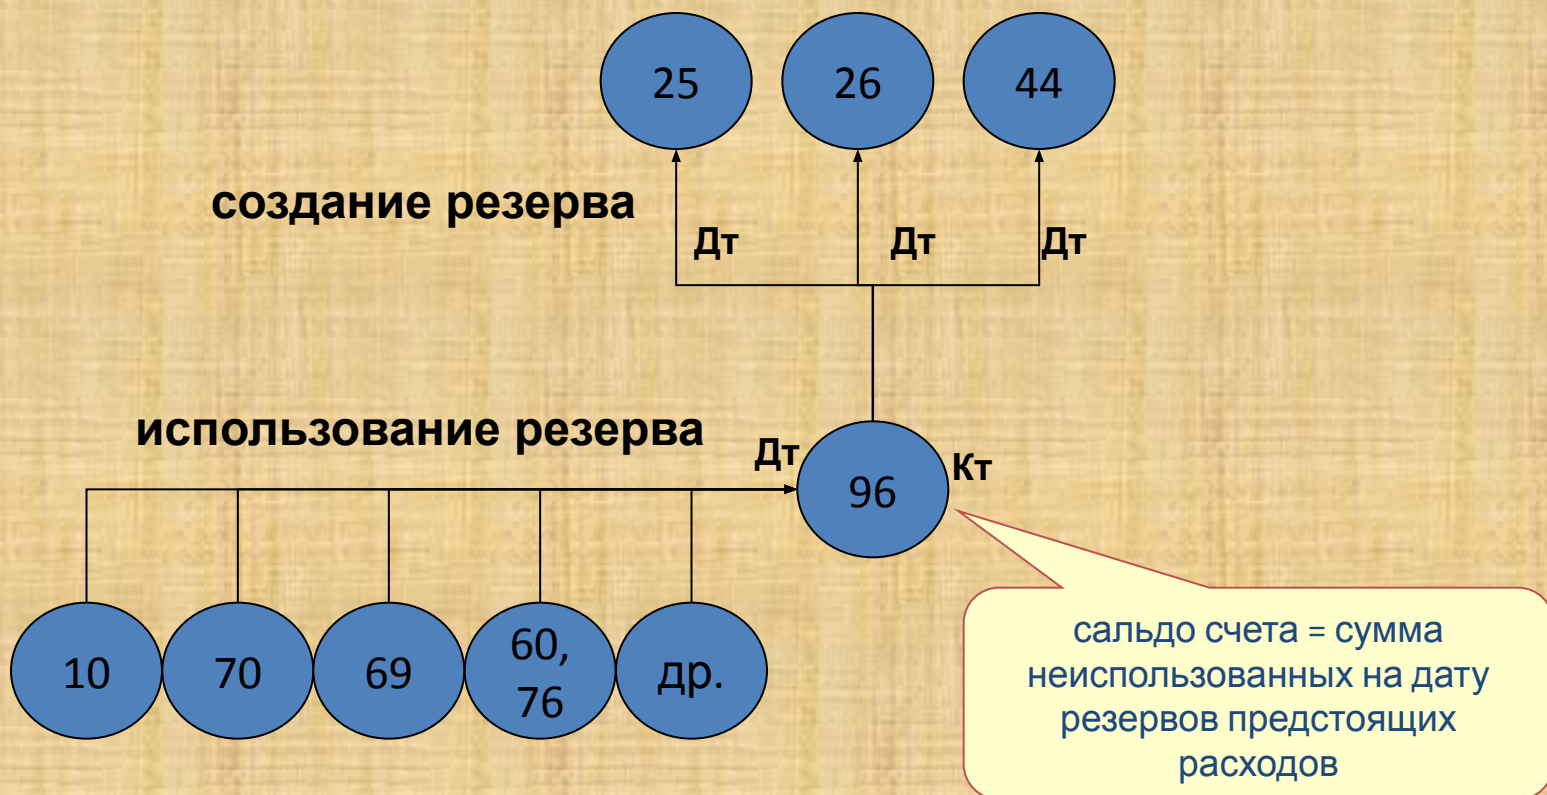 25
26
44
создание резерва
Дт
Дт
Дт
использование резерва
Дт
96
Кт
10
70
69
60,
76
др.
сальдо счета = сумма
неиспользованных на дату
резервов предстоящих
расходов